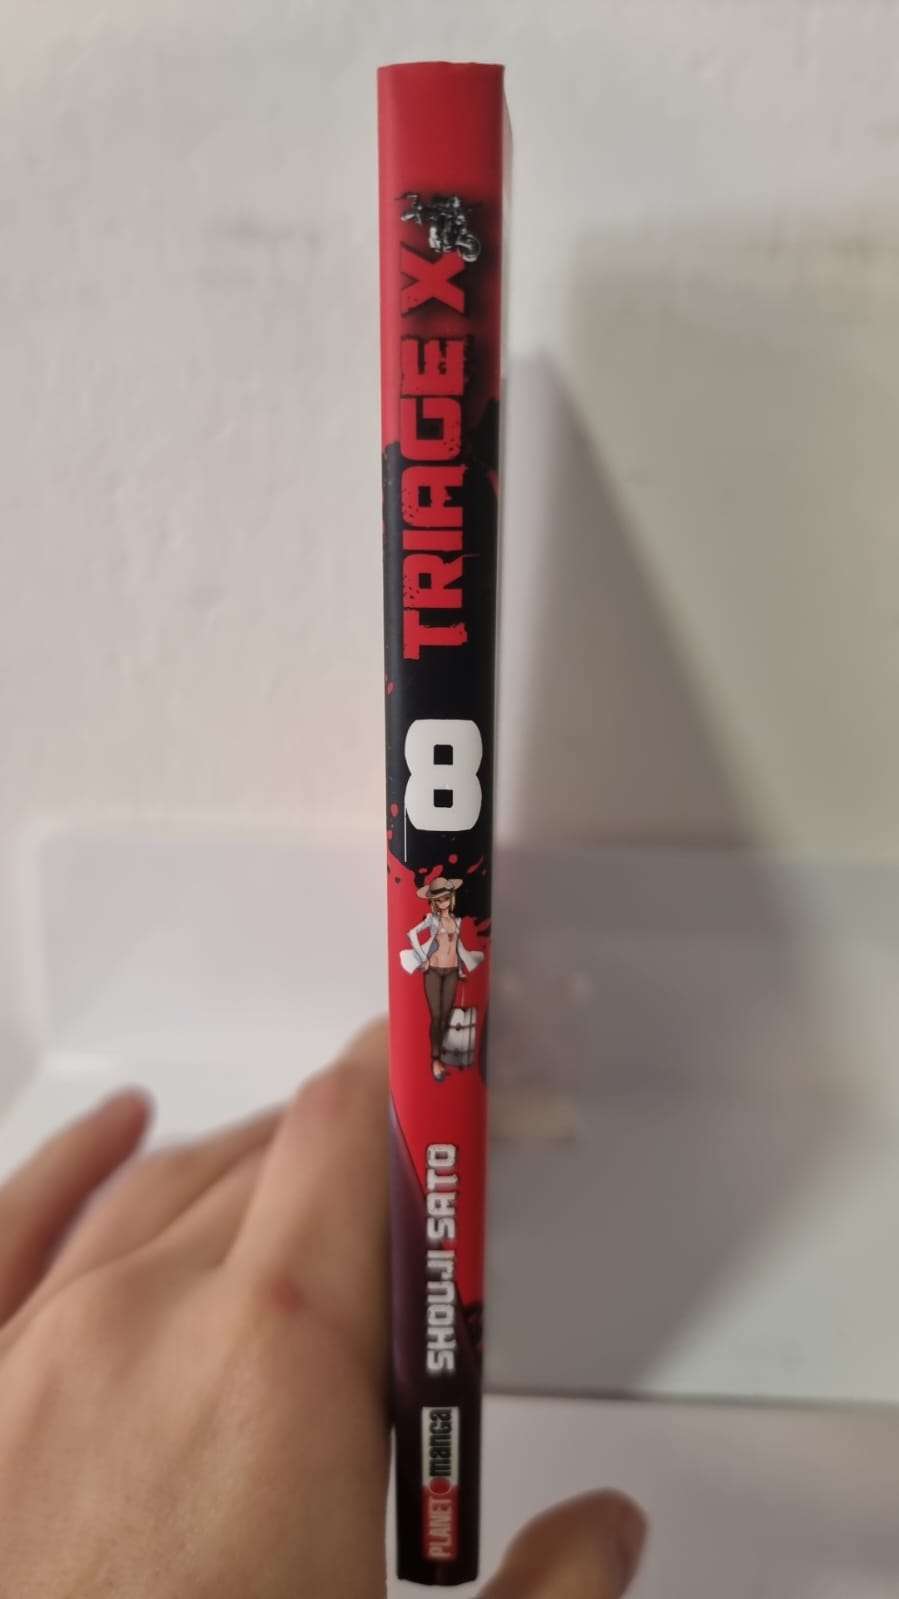 TRIAGE X
8
SHOUJI SATO
PLANET manga